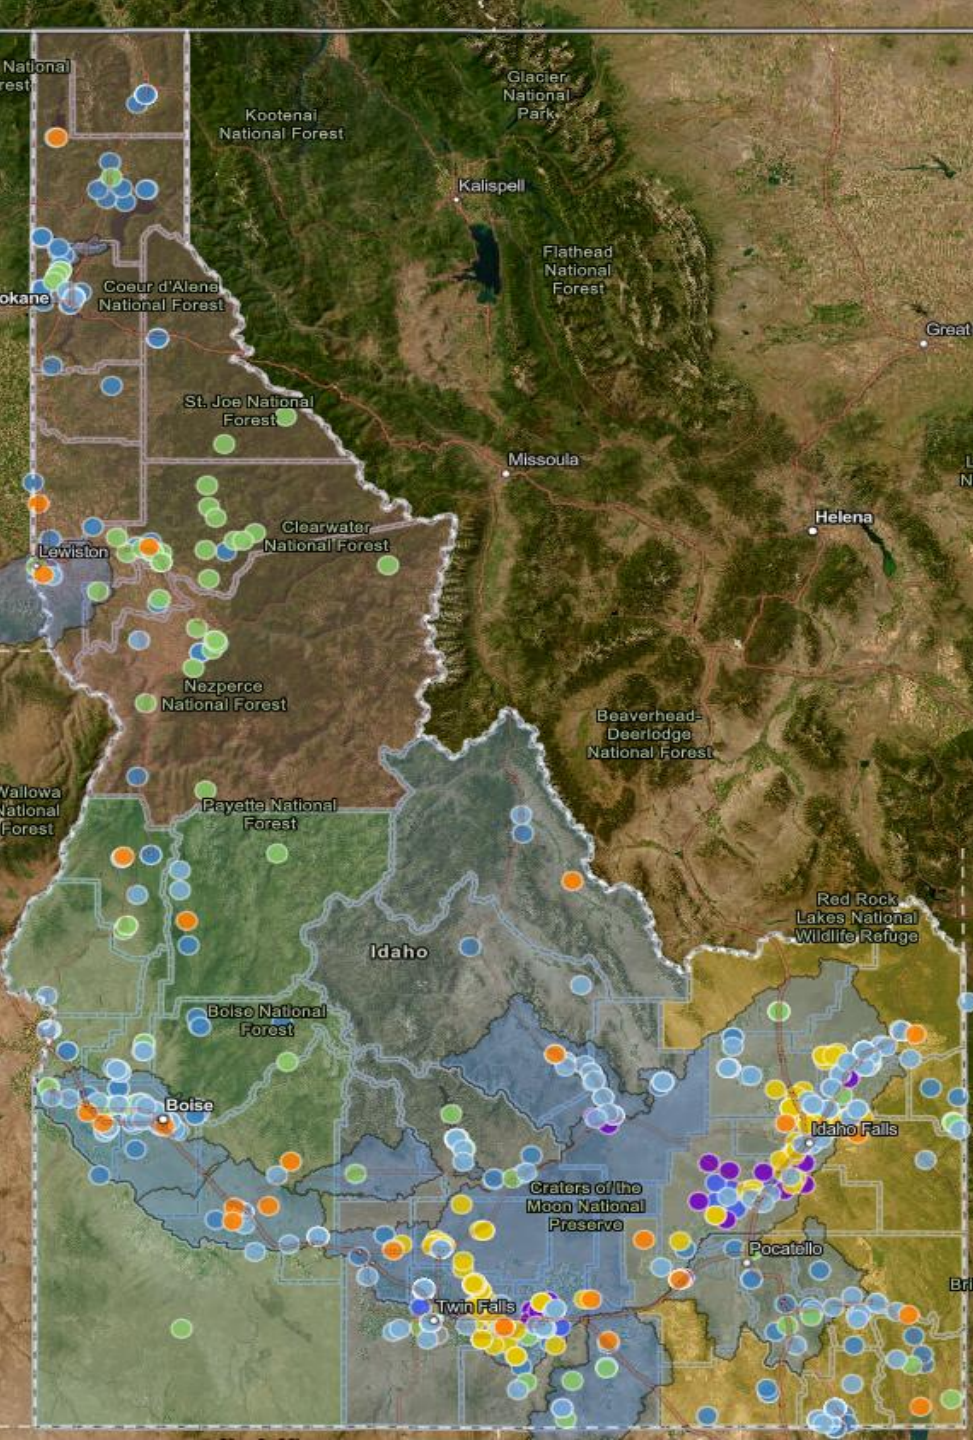 National
rest
Glacier
National
Park
Kootenai
National Forest
Kalispell
Flathead
National
Forest
Coeur d'Alene
National Forest
okane
Great
St. Joe National
Forest
Missoula
L
N
Helena
Clearwater
National Forest
Lewiston
Nezperce
National Forest
Beaverhead-
Deerlodge
National Forest
Wallowa
National
Forest
Payette National
Forest
Red Rock
Lakes National
Wildlife Refuge
Idaho
Boise National
Forest
Boise
Idaho Falls
Craters of the
Moon National
Preserve
Pocatello
Bri
Twin Falls